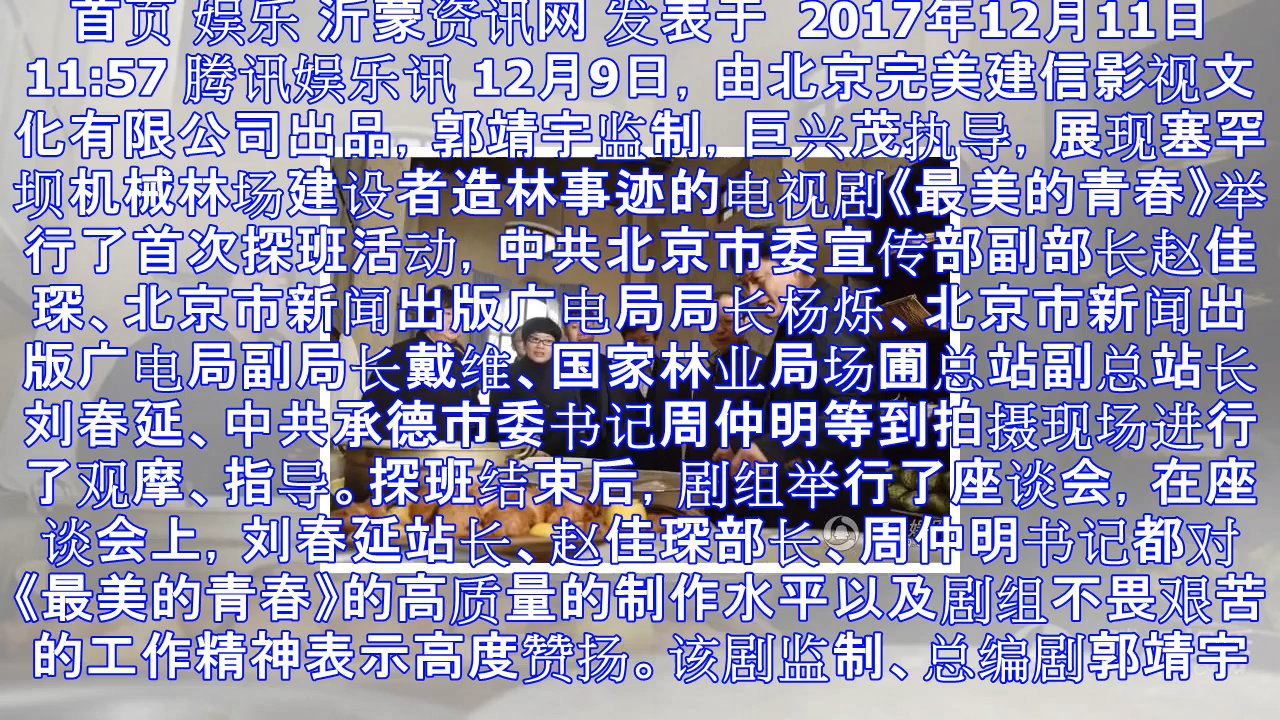 首页 娱乐 沂蒙资讯网 发表于 2017年12月11日
11:57 腾讯娱乐讯 12月9日，由北京完美建信影视文
化有限公司出品，郭靖宇监制，巨兴茂执导，展现塞罕
坝机械林场建设者造林事迹的电视剧《最美的青春》举
行了首次探班活动，中共北京市委宣传部副部长赵佳
琛、北京市新闻出版广电局局长杨烁、北京市新闻出
版广电局副局长戴维、国家林业局场圃总站副总站长
刘春延、中共承德市委书记周仲明等到拍摄现场进行
了观摩、指导。探班结束后，剧组举行了座谈会，在座
谈会上，刘春延站长、赵佳琛部长、周仲明书记都对
《最美的青春》的高质量的制作水平以及剧组不畏艰苦
的工作精神表示高度赞扬。该剧监制、总编剧郭靖宇